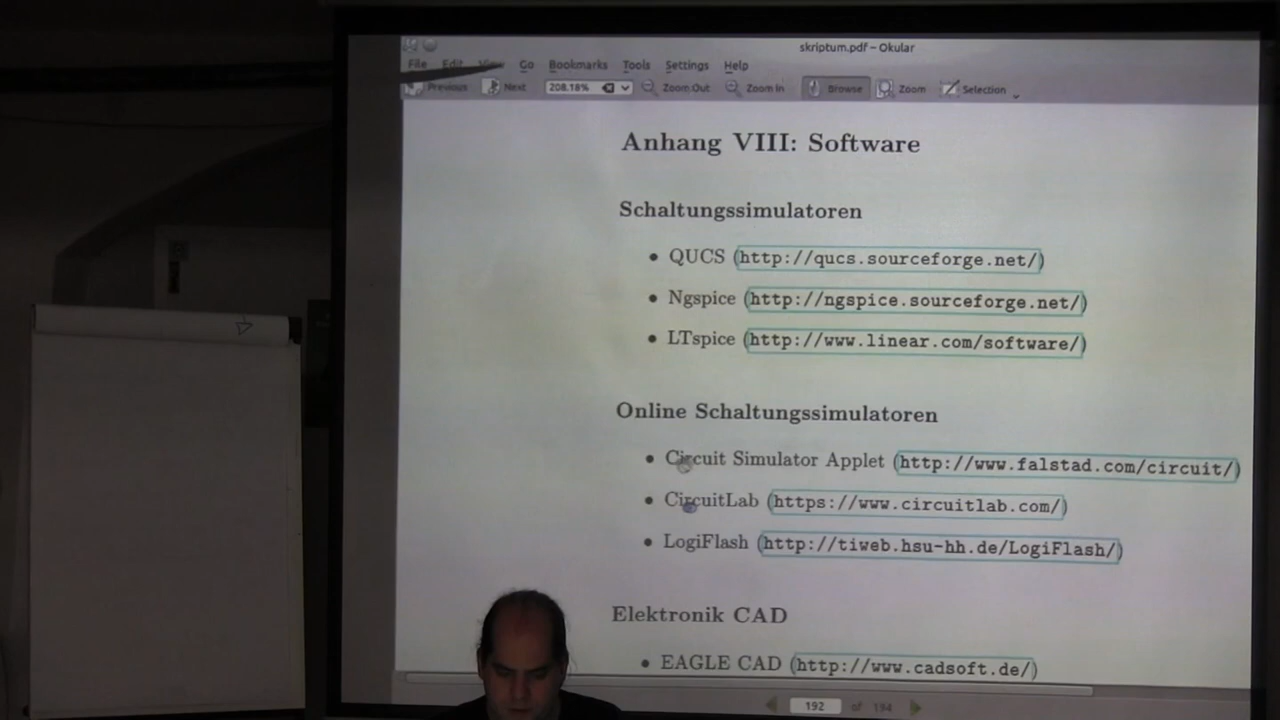 skriptum.pdf – Okular
File Edit View Go Bookmarks Tools Settings Help
Previous Next 208.18% Zoom Out Zoom In Browse Zoom Selection
Anhang VIII: Software
Schaltungssimulatoren
• QUCS (http://qucs.sourceforge.net/)
• Ngspice (http://ngspice.sourceforge.net/)
• LTspice (http://www.linear.com/software/)
Online Schaltungssimulatoren
• Circuit Simulator Applet (http://www.falstad.com/circuit/)
• CircuitLab (https://www.circuitlab.com/)
• LogiFlash (http://tiweb.hsu-hh.de/LogiFlash/)
Elektronik CAD
• EAGLE CAD (http://www.cadsoft.de/)
192 of 194